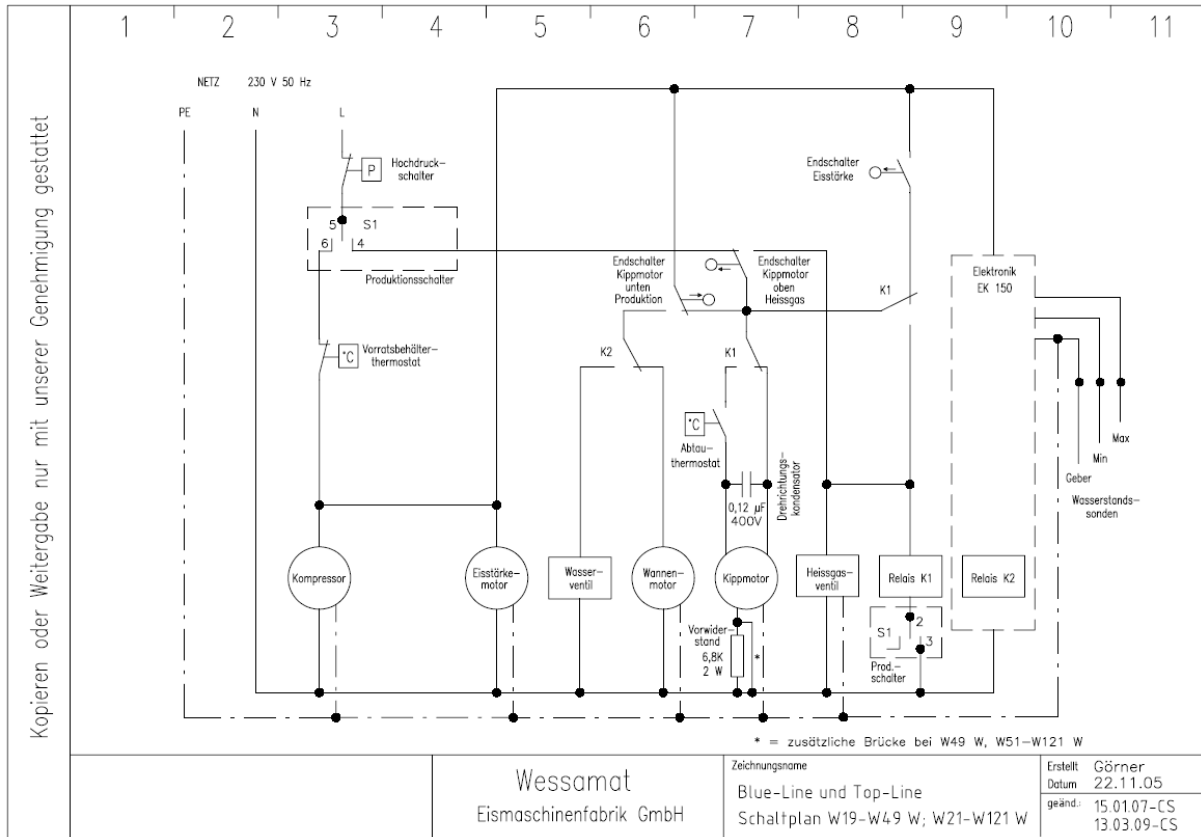 1 2 3 4 5 6 7 8 9 10 11
Kopieren oder Weitergabe nur mit unserer Genehmigung gestattet
NETZ 230 V 50 Hz
PE N L
P
Hochdruck-
schalter
5 S1
6 4
Produktionsschalter
°C
Vorratsbehälter-
thermostat
Endschalter
Eisstärke
Endschalter
Kippmotor
unten
Produktion
Endschalter
Kippmotor
oben
Heissgas
K1
Elektronik
EK 150
K2
K1
°C
Abtau-
thermostat
Drehrichtungs-
kondensator
0,12 µF
400V
Max
Min
Geber
Wasserstands-
sonden
Kompressor
Eisstärke-
motor
Wasser-
ventil
Wannen-
motor
Kippmotor
Heissgas-
ventil
Relais K1
Relais K2
Vorwider-
stand
6,8K
2 W
*
S1
2
3
Prod.-
schalter
* = zusätzliche Brücke bei W49 W, W51-W121 W
Wessamat
Eismaschinenfabrik GmbH
Zeichnungsname
Blue-Line und Top-Line
Schaltplan W19-W49 W; W21-W121 W
Erstellt Görner
Datum 22.11.05
geänd.: 15.01.07-CS
13.03.09-CS